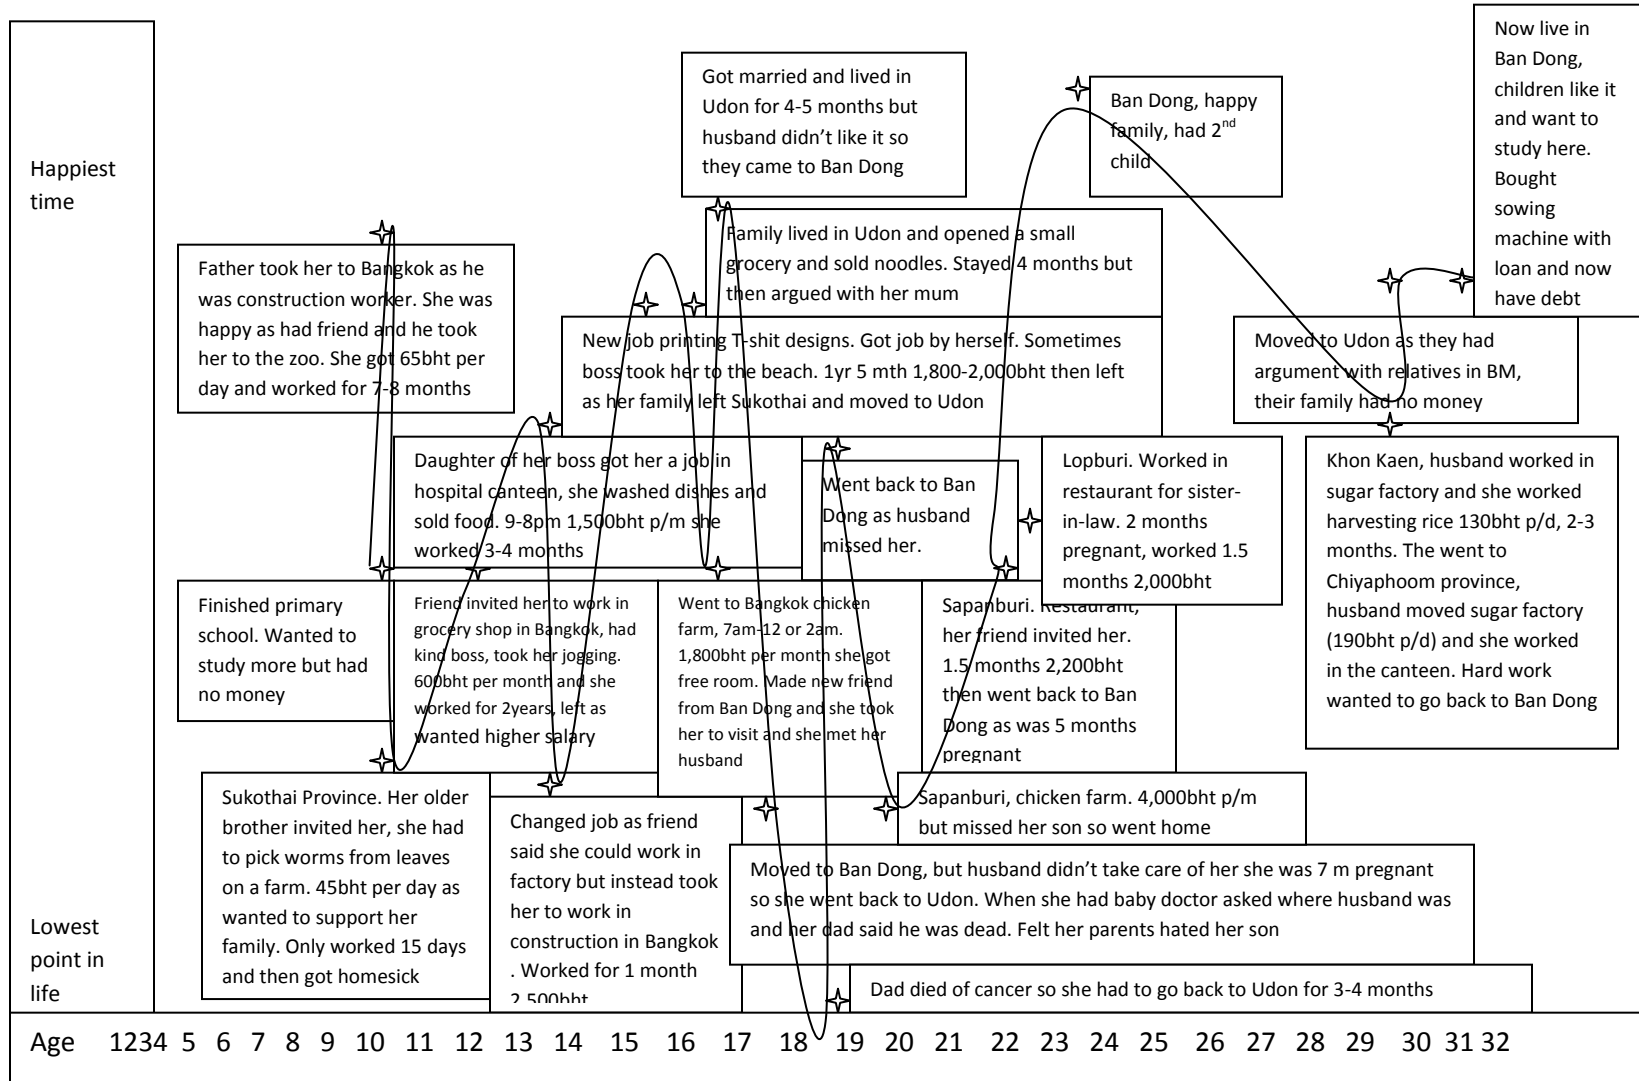 Now live in
Ban Dong,
children like it
and want to
study here.
Bought
sowing
machine with
loan and now
have debt
Got married and lived in
Udon for 4-5 months but
husband didn't like it so
they came to Ban Dong
Ban Dong, happy
family, had 2nd
child
Happiest
time
Family lived in Udon and opened a small
grocery and sold noodles. Stayed 4 months but
then argued with her mum
Father took her to Bangkok as he
was construction worker. She was
happy as had friend and he took
her to the zoo. She got 65bht per
day and worked for 7-8 months
New job printing T-shit designs. Got job by herself. Sometimes
boss took her to the beach. 1yr 5 mth 1,800-2,000bht then left
as her family left Sukothai and moved to Udon
Moved to Udon as they had
argument with relatives in BM,
their family had no money
Daughter of her boss got her a job in
hospital canteen, she washed dishes and
sold food. 9-8pm 1,500bht p/m she
worked 3-4 months
Went back to Ban
Dong as husband
missed her.
Lopburi. Worked in
restaurant for sister-
in-law. 2 months
pregnant, worked 1.5
months 2,000bht
Khon Kaen, husband worked in
sugar factory and she worked
harvesting rice 130bht p/d, 2-3
months. The went to
Chiyaphoom province,
husband moved sugar factory
(190bht p/d) and she worked
in the canteen. Hard work
wanted to go back to Ban Dong
Finished primary
school. Wanted to
study more but had
no money
Friend invited her to work in
grocery shop in Bangkok, had
kind boss, took her jogging.
600bht per month and she
worked for 2years, left as
wanted higher salary
Went to Bangkok chicken
farm, 7am-12 or 2am.
1,800bht per month she got
free room. Made new friend
from Ban Dong and she took
her to visit and she met her
husband
Sapanburi. Restaurant,
her friend invited her.
1.5 months 2,200bht
then went back to Ban
Dong as was 5 months
pregnant
Sukothai Province. Her older
brother invited her, she had
to pick worms from leaves
on a farm. 45bht per day as
wanted to support her
family. Only worked 15 days
and then got homesick
Changed job as friend
said she could work in
factory but instead took
her to work in
construction in Bangkok
. Worked for 1 month
2,500bht
Sapanburi, chicken farm. 4,000bht p/m
but missed her son so went home
Moved to Ban Dong, but husband didn't take care of her she was 7 m pregnant
so she went back to Udon. When she had baby doctor asked where husband was
and her dad said he was dead. Felt her parents hated her son
Lowest
point in
life
Dad died of cancer so she had to go back to Udon for 3-4 months
Age 1234 5 6 7 8 9 10 11 12 13 14 15 16 17 18 19 20 21 22 23 24 25 26 27 28 29 30 31 32